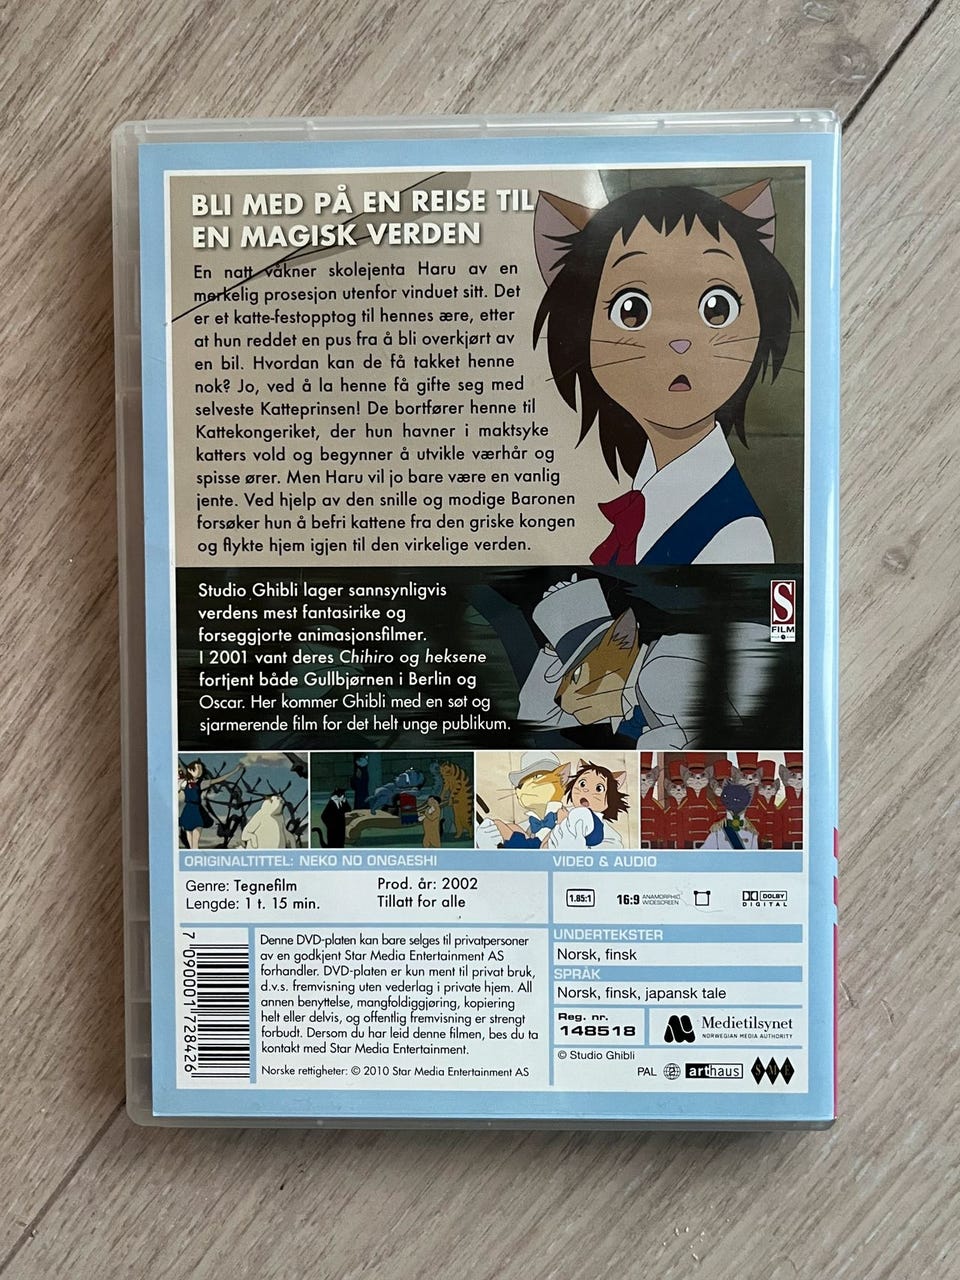 BLI MED PÅ EN REISE TIL
EN MAGISK VERDEN
En natt våkner skolejenta Haru av en
merkelig prosesjon utenfor vinduet sitt. Det
er et katte-festopptog til hennes ære, etter
at hun reddet en pus fra å bli overkjørt av
en bil. Hvordan kan de få takket henne
nok? Jo, ved å la henne få gifte seg med
selveste Katteprinsen! De bortfører henne til
Kattekongeriket, der hun havner i maktsyke
katters vold og begynner å utvikle værhår og
spisse ører. Men Haru vil jo bare være en vanlig
jente. Ved hjelp av den snille og modige Baronen
forsøker hun å befri kattene fra den griske kongen
og flykte hjem igjen til den virkelige verden.
Studio Ghibli lager sannsynligvis
verdens mest fantasirike og
forseggjorte animasjonsfilmer.
I 2001 vant deres Chihiro og heksene
fortjent både Gullbjørnen i Berlin og
Oscar. Her kommer Ghibli med en søt og
sjarmerende film for det helt unge publikum.
S
FILM
ORIGINALTITTEL: NEKO NO ONGAESHI
Genre: Tegnefilm
Lengde: 1 t. 15 min.
Prod. år: 2002
Tillatt for alle
VIDEO & AUDIO
1.85:1
16:9 ANAMORPHIC WIDESCREEN
DOLBY
DIGITAL
UNDERTEKSTER
Norsk, finsk
SPRÅK
Norsk, finsk, japansk tale
7 090001 728426
Denne DVD-platen kan bare selges til privatpersoner
av en godkjent Star Media Entertainment AS
forhandler. DVD-platen er kun ment til privat bruk,
d.v.s. fremvisning uten vederlag i private hjem. All
annen benyttelse, mangfoldiggjøring, kopiering
helt eller delvis, og offentlig fremvisning er strengt
forbudt. Dersom du har leid denne filmen, bes du ta
kontakt med Star Media Entertainment.
Norske rettigheter: © 2010 Star Media Entertainment AS
Reg. nr.
148518
Medietilsynet
NORWEGIAN MEDIA AUTHORITY
© Studio Ghibli
PAL 2 arthaus SME